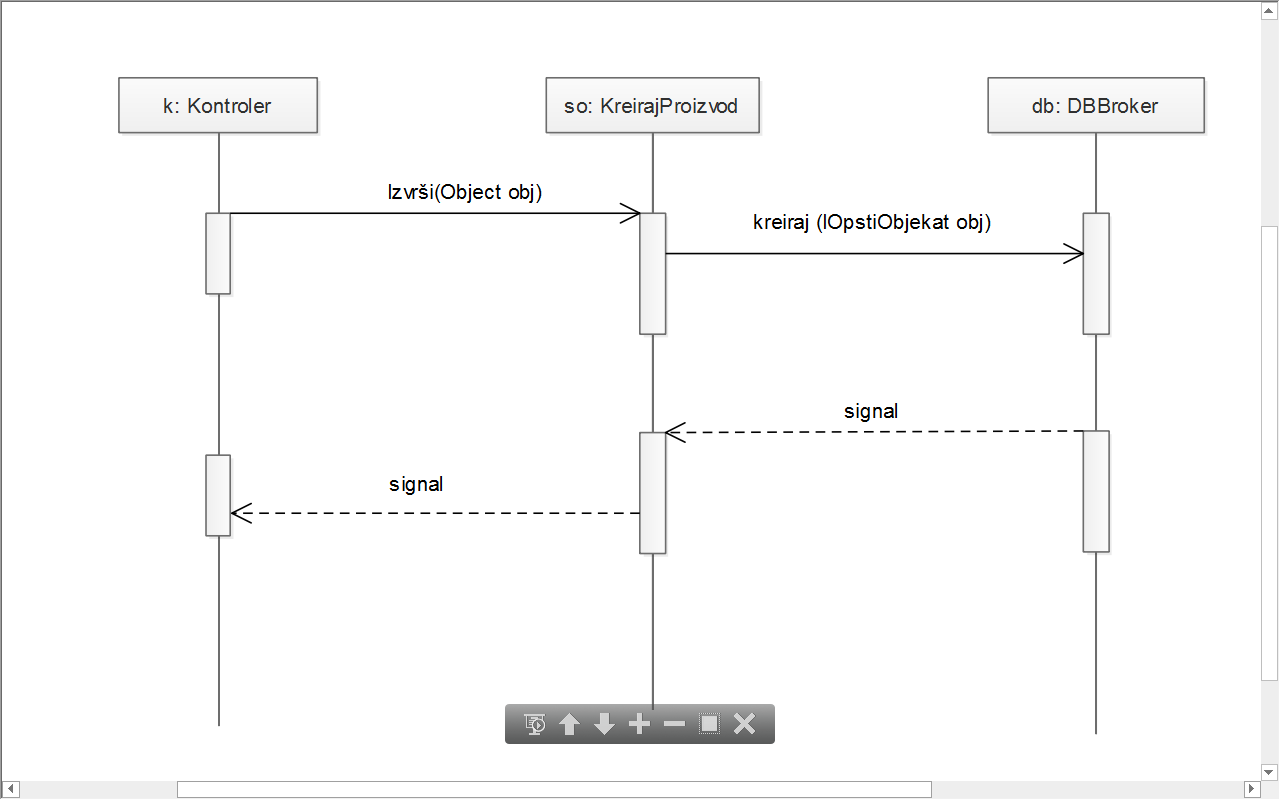 k: Kontroler
so: KreirajProizvod
db: DBBroker
Izvrši(Object obj)
kreiraj (IOpstiObjekat obj)
signal
signal